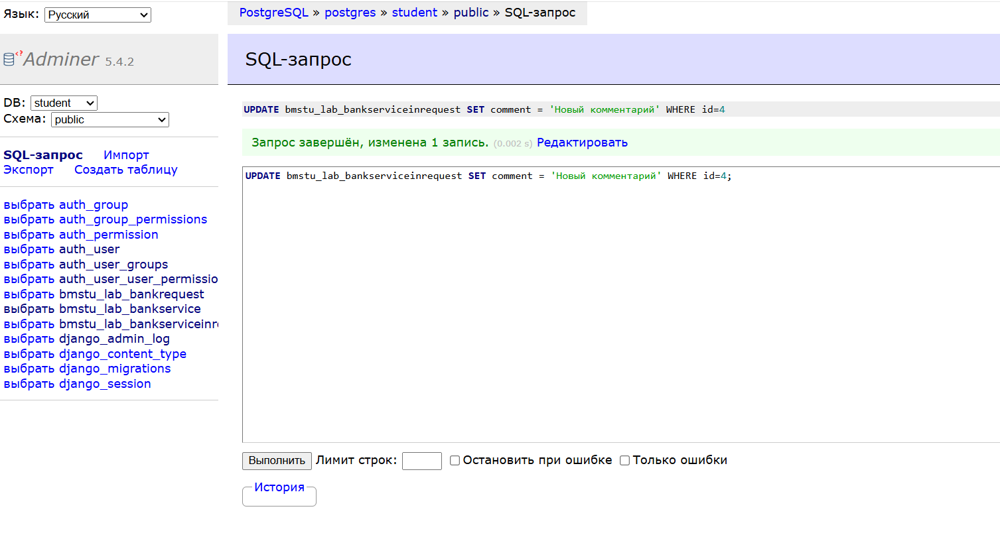 Язык: Русский
PostgreSQL » postgres » student » public » SQL-запрос
Adminer 5.4.2
SQL-запрос
DB: student
Схема: public
UPDATE bmstu_lab_bankserviceinrequest SET comment = 'Новый комментарий' WHERE id=4
Запрос завершён, изменена 1 запись. (0.002 s) Редактировать
SQL-запрос Импорт
Экспорт Создать таблицу
UPDATE bmstu_lab_bankserviceinrequest SET comment = 'Новый комментарий' WHERE id=4;
выбрать auth_group
выбрать auth_group_permissions
выбрать auth_permission
выбрать auth_user
выбрать auth_user_groups
выбрать auth_user_user_permissio
выбрать bmstu_lab_bankrequest
выбрать bmstu_lab_bankservice
выбрать bmstu_lab_bankserviceinre
выбрать django_admin_log
выбрать django_content_type
выбрать django_migrations
выбрать django_session
Выполнить Лимит строк: Остановить при ошибке Только ошибки
История